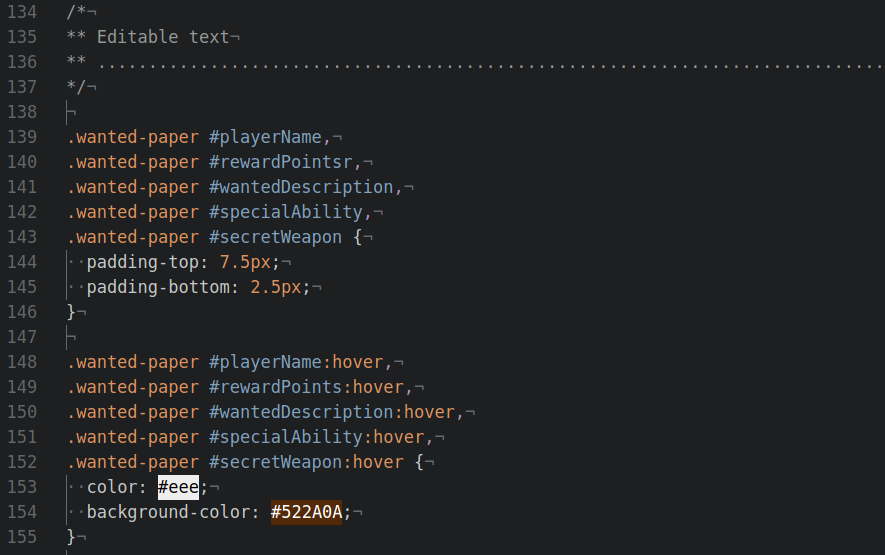 134 /*¬
135 ** Editable text¬
136 ** .............................................................................
137 */¬
138 ¬
139 .wanted-paper #playerName,¬
140 .wanted-paper #rewardPointsr,¬
141 .wanted-paper #wantedDescription,¬
142 .wanted-paper #specialAbility,¬
143 .wanted-paper #secretWeapon {¬
144 ··padding-top: 7.5px;¬
145 ··padding-bottom: 2.5px;¬
146 }¬
147 ¬
148 .wanted-paper #playerName:hover,¬
149 .wanted-paper #rewardPoints:hover,¬
150 .wanted-paper #wantedDescription:hover,¬
151 .wanted-paper #specialAbility:hover,¬
152 .wanted-paper #secretWeapon:hover {¬
153 ··color: #eee;¬
154 ··background-color: #522A0A;¬
155 }¬